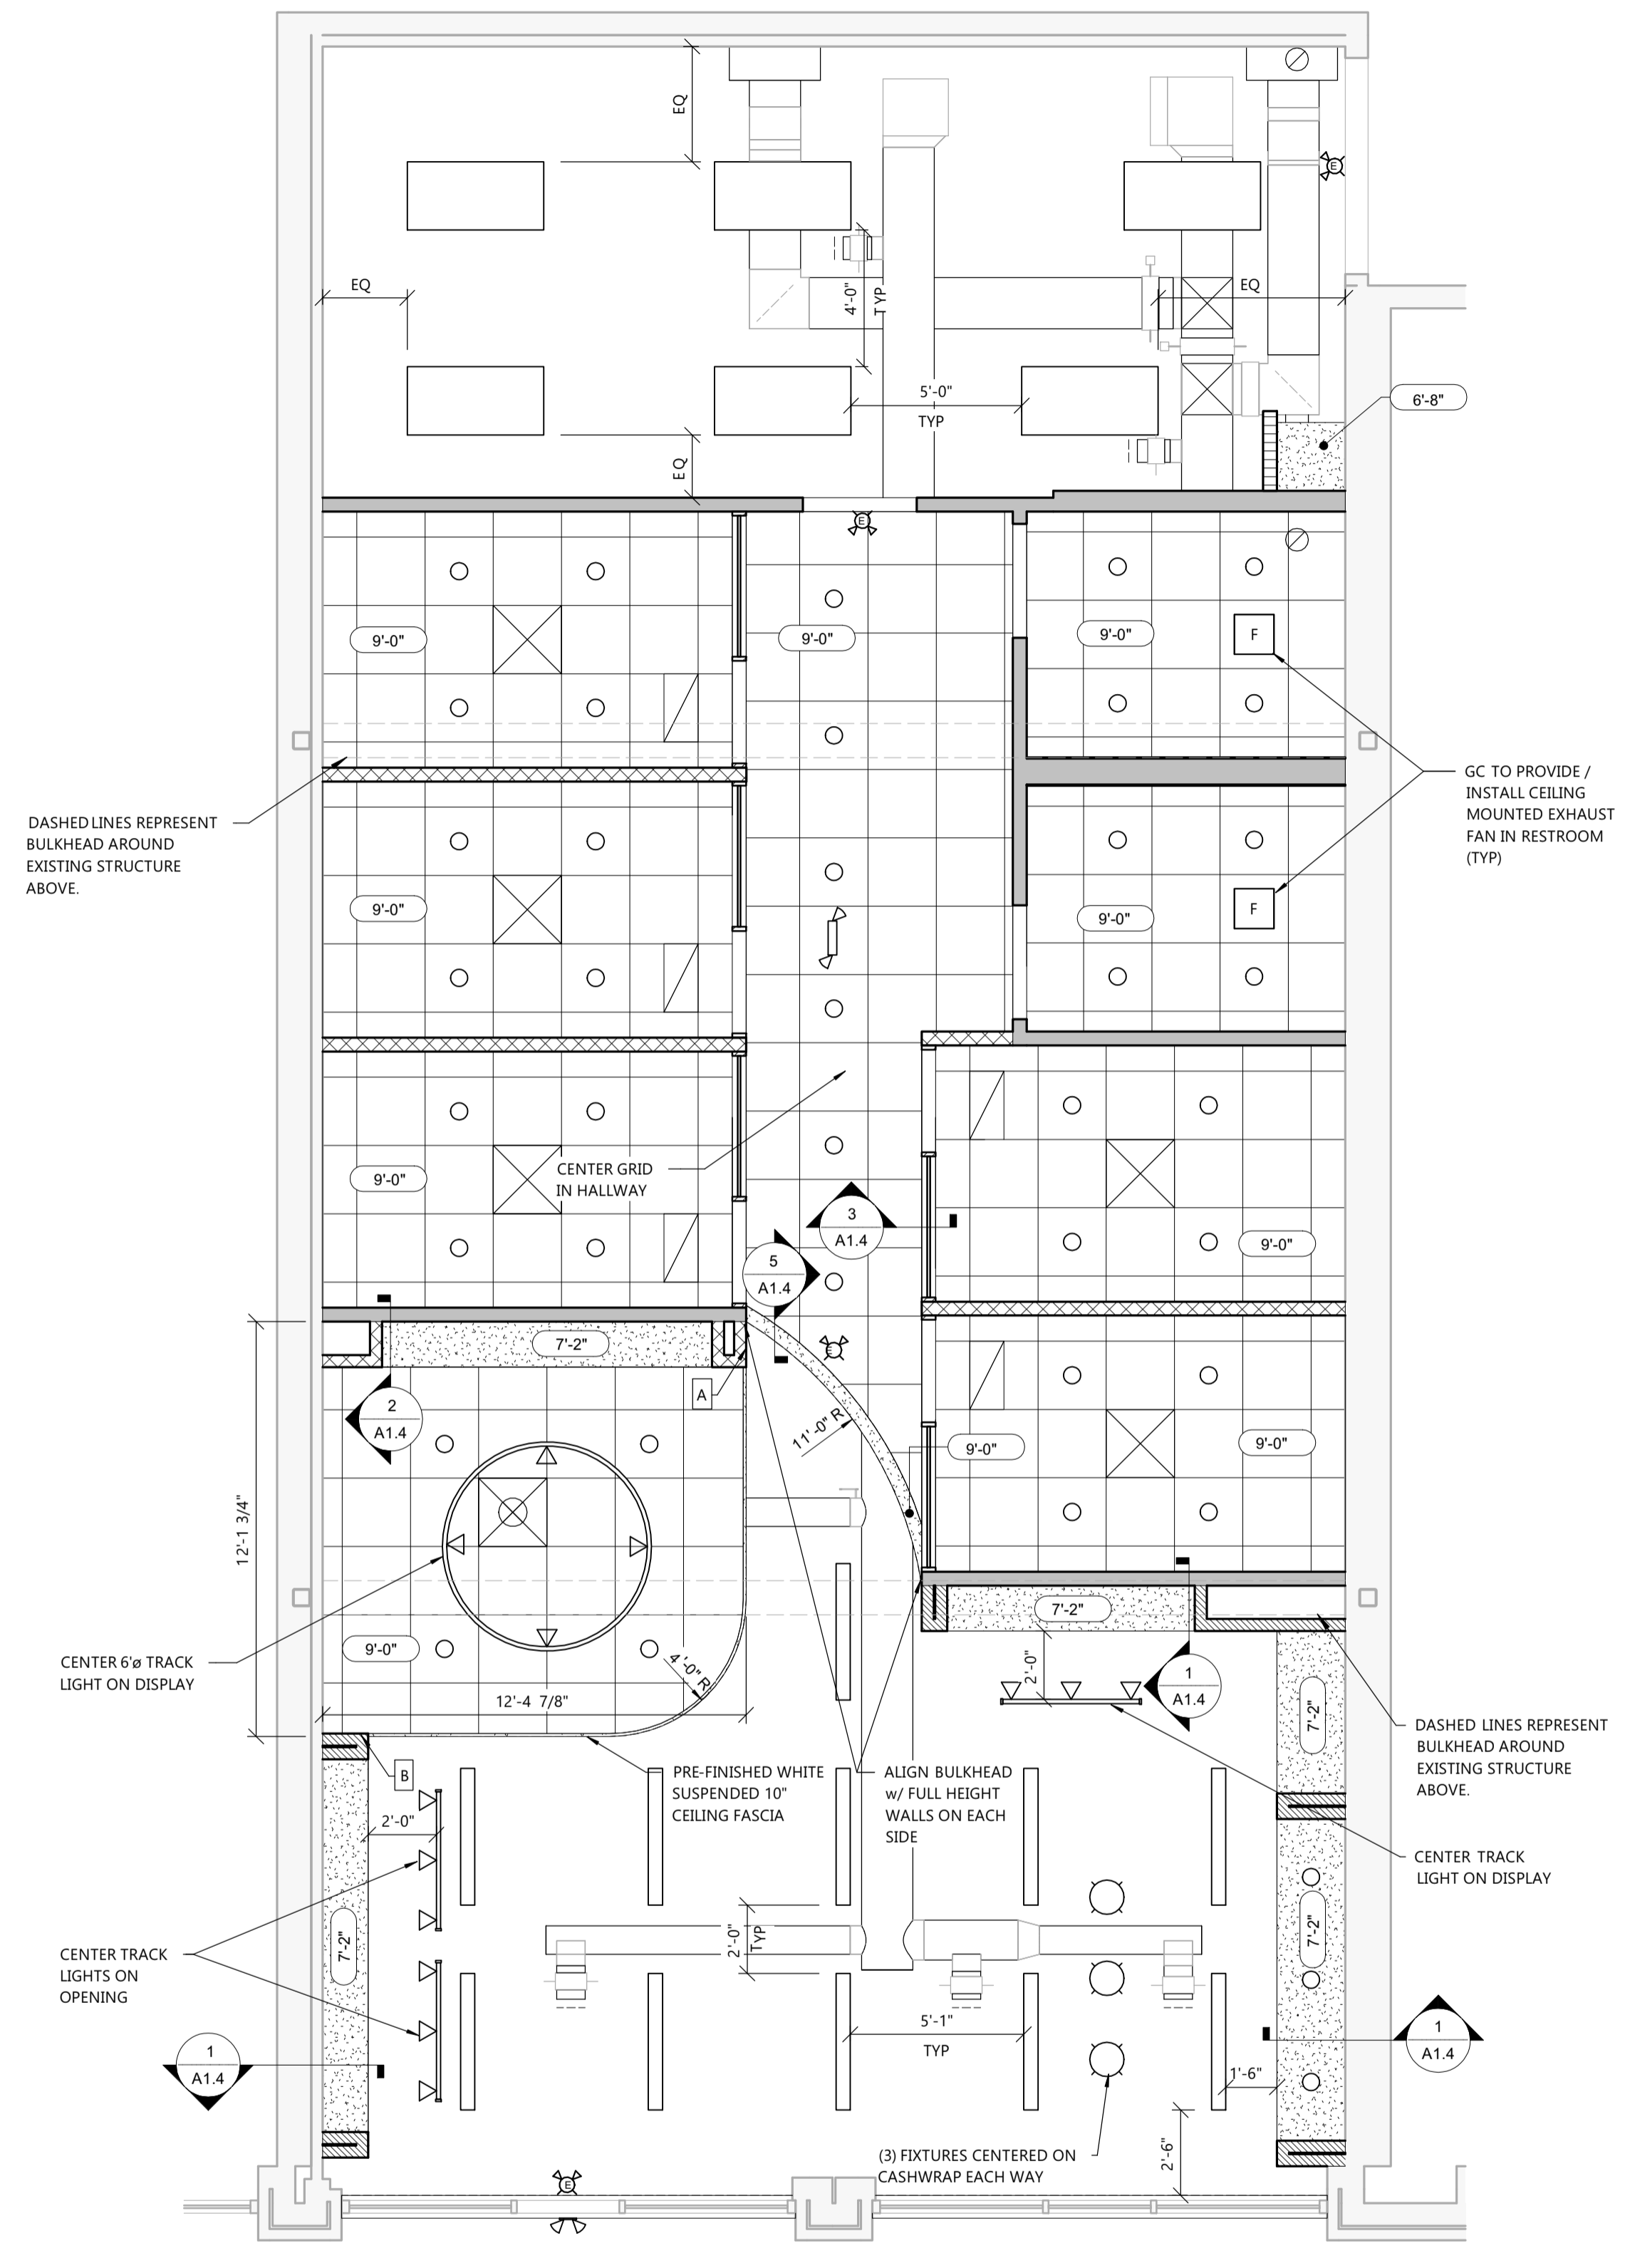 EQ
EQ
4'-0"
TYP
EQ
5'-0"
TYP
6'-8"
EQ
E
E
9'-0"
9'-0"
9'-0"
F
GC TO PROVIDE /
INSTALL CEILING
MOUNTED EXHAUST
FAN IN RESTROOM
(TYP)
DASHED LINES REPRESENT
BULKHEAD AROUND
EXISTING STRUCTURE
ABOVE.
9'-0"
9'-0"
F
CENTER GRID
IN HALLWAY
9'-0"
3
A1.4
9'-0"
5
A1.4
7'-2"
E
A
2
A1.4
11'-0" R
9'-0"
9'-0"
12'-1 3/4"
9'-0"
4'-0" R
7'-2"
CENTER 6'ø TRACK
LIGHT ON DISPLAY
12'-4 7/8"
2'-0"
1
A1.4
7'-2"
DASHED LINES REPRESENT
BULKHEAD AROUND
EXISTING STRUCTURE
ABOVE.
B
PRE-FINISHED WHITE
SUSPENDED 10"
CEILING FASCIA
ALIGN BULKHEAD
w/ FULL HEIGHT
WALLS ON EACH
SIDE
2'-0"
CENTER TRACK
LIGHT ON DISPLAY
CENTER TRACK
LIGHTS ON
OPENING
7'-2"
2'-0"
TYP
7'-2"
5'-1"
TYP
1
A1.4
1
A1.4
1'-6"
(3) FIXTURES CENTERED ON
CASHWRAP EACH WAY
2'-6"
E